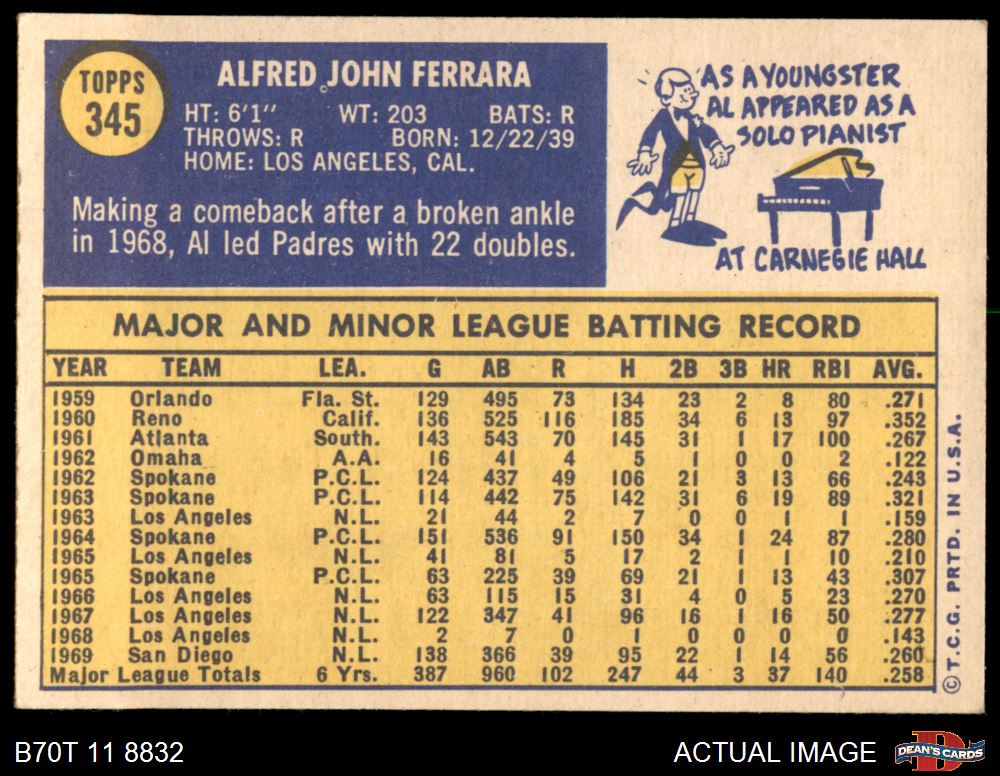 TOPPS
345
ALFRED JOHN FERRARA
HT: 6'1" WT: 203 BATS: R
THROWS: R BORN: 12/22/39
HOME: LOS ANGELES, CAL.
Making a comeback after a broken ankle
in 1968, Al led Padres with 22 doubles.
AS A YOUNGSTER
AL APPEARED AS A
SOLO PIANIST
AT CARNEGIE HALL
MAJOR AND MINOR LEAGUE BATTING RECORD
YEAR TEAM LEA. G AB R H 2B 3B HR RBI AVG.
1959 Orlando Fla. St. 129 495 73 134 23 2 8 80 .271
1960 Reno Calif. 136 525 116 185 34 6 13 97 .352
1961 Atlanta South. 143 543 70 145 31 1 17 100 .267
1962 Omaha A.A. 16 41 4 5 1 0 0 2 .122
1962 Spokane P.C.L. 124 437 49 106 21 3 13 66 .243
1963 Spokane P.C.L. 114 442 75 142 31 6 19 89 .321
1963 Los Angeles N.L. 21 44 2 7 0 0 1 1 .159
1964 Spokane P.C.L. 151 536 91 150 34 1 24 87 .280
1965 Los Angeles N.L. 41 81 5 17 2 1 1 10 .210
1965 Spokane P.C.L. 63 225 39 69 21 1 13 43 .307
1966 Los Angeles N.L. 63 115 15 31 4 0 5 23 .270
1967 Los Angeles N.L. 122 347 41 96 16 1 16 50 .277
1968 Los Angeles N.L. 2 7 0 1 0 0 0 0 .143
1969 San Diego N.L. 138 366 39 95 22 1 14 56 .260
Major League Totals 6 Yrs. 387 960 102 247 44 3 37 140 .258
© T.C.G. PRTD. IN U.S.A.
B70T 11 8832
ACTUAL IMAGE
D
DEAN'S CARDS